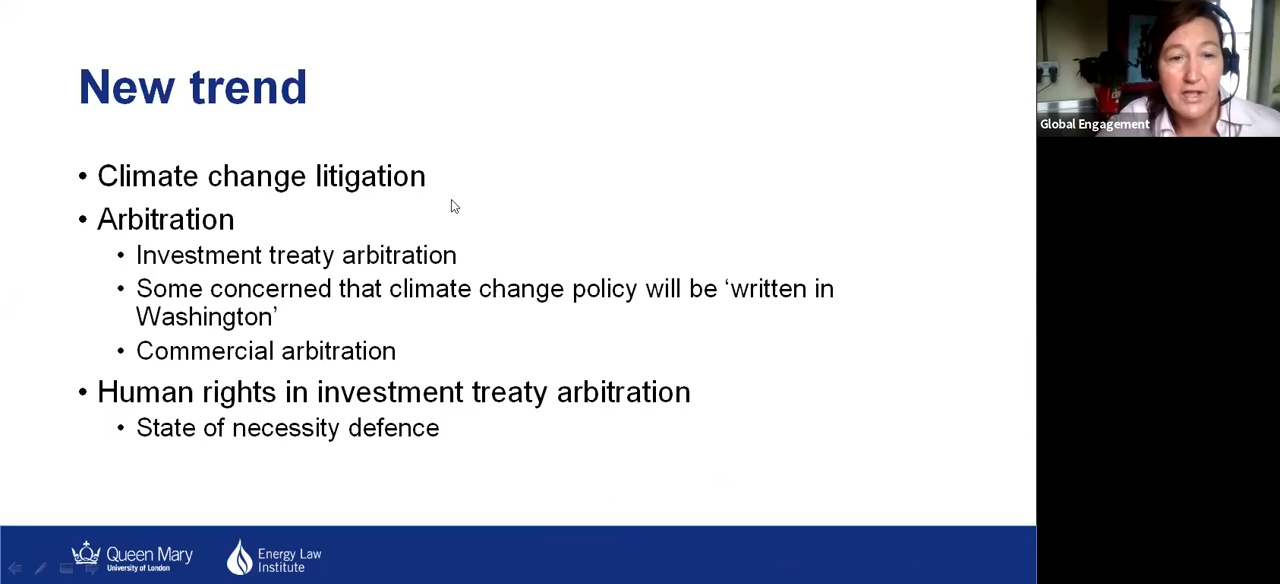 New trend
• Climate change litigation
• Arbitration
• Investment treaty arbitration
• Some concerned that climate change policy will be ‘written in
Washington’
• Commercial arbitration
• Human rights in investment treaty arbitration
• State of necessity defence
Queen Mary
University of London
Energy Law
Institute
Global Engagement